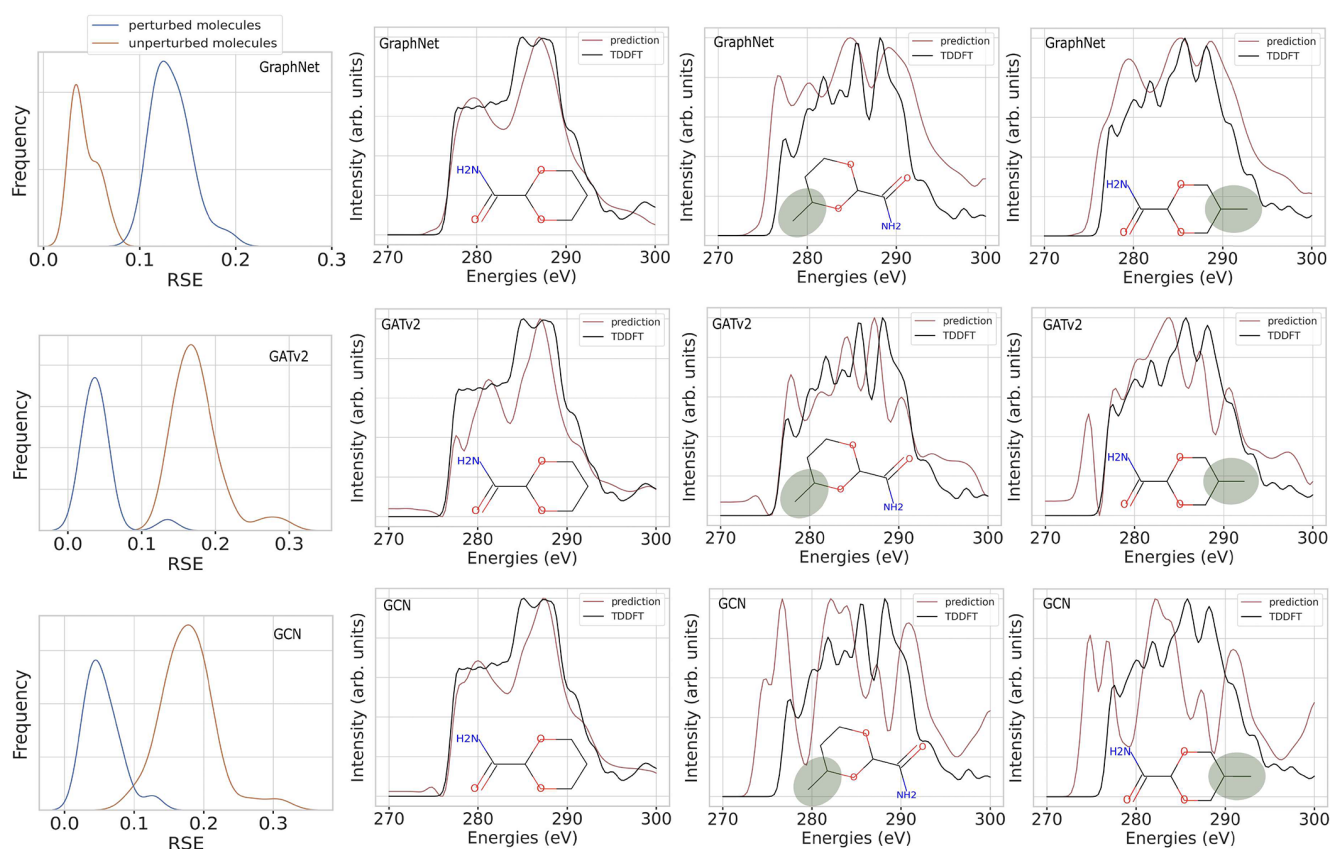 perturbed molecules
unperturbed molecules
GraphNet
Frequency
0.0 0.1 0.2 0.3
RSE
GraphNet
prediction
TDDFT
Intensity (arb. units)
H2N
O
O
O
270 280 290 300
Energies (eV)
GraphNet
prediction
TDDFT
Intensity (arb. units)
O
O
O
NH2
270 280 290 300
Energies (eV)
GraphNet
prediction
TDDFT
Intensity (arb. units)
H2N
O
O
O
270 280 290 300
Energies (eV)
GATv2
Frequency
0.0 0.1 0.2 0.3
RSE
GATv2
prediction
TDDFT
Intensity (arb. units)
H2N
O
O
O
270 280 290 300
Energies (eV)
GATv2
prediction
TDDFT
Intensity (arb. units)
O
O
O
NH2
270 280 290 300
Energies (eV)
GATv2
prediction
TDDFT
Intensity (arb. units)
H2N
O
O
O
270 280 290 300
Energies (eV)
GCN
Frequency
0.0 0.1 0.2 0.3
RSE
GCN
prediction
TDDFT
Intensity (arb. units)
H2N
O
O
O
270 280 290 300
Energies (eV)
GCN
prediction
TDDFT
Intensity (arb. units)
O
O
O
NH2
270 280 290 300
Energies (eV)
GCN
prediction
TDDFT
Intensity (arb. units)
H2N
O
O
O
270 280 290 300
Energies (eV)